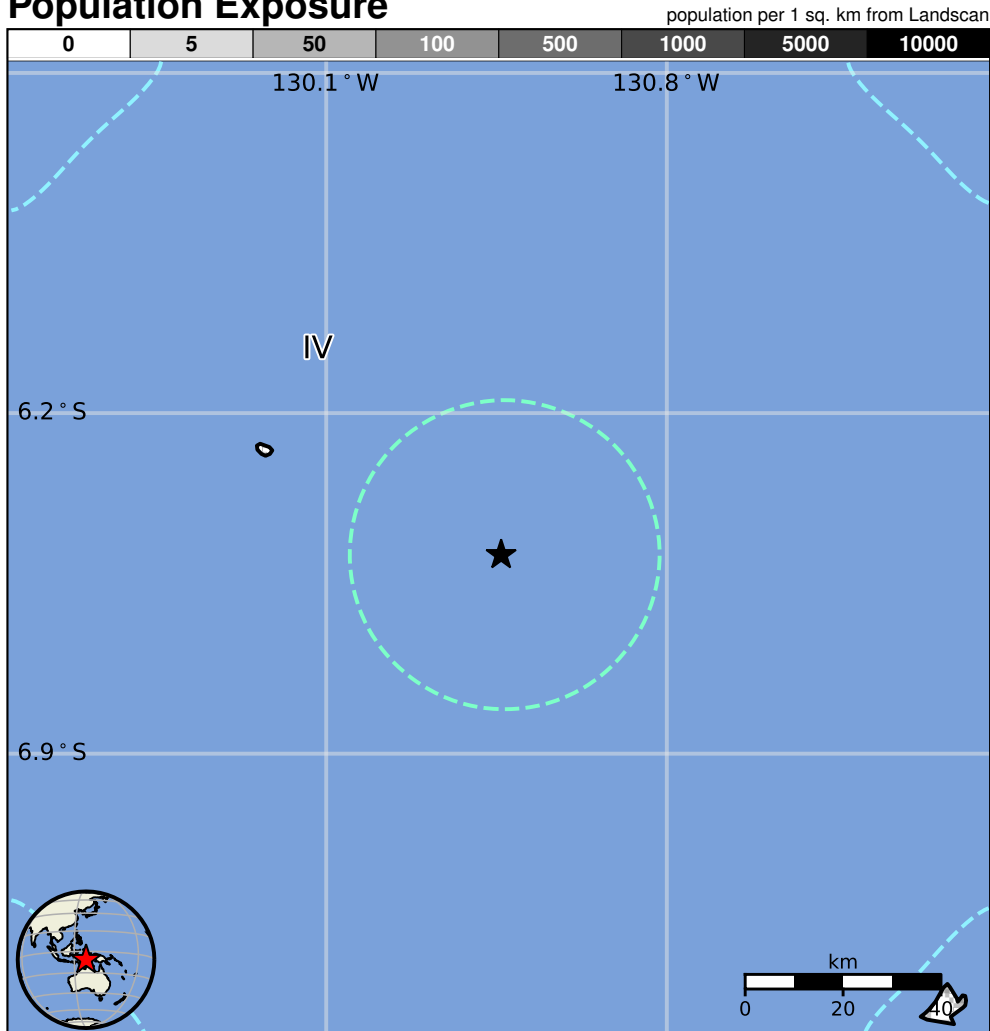 Population Exposure
population per 1 sq. km from Landscan
0 5 50 100 500 1000 5000 10000
130.1°W 130.8°W
IV
6.2°S
6.9°S
km
0 20 40